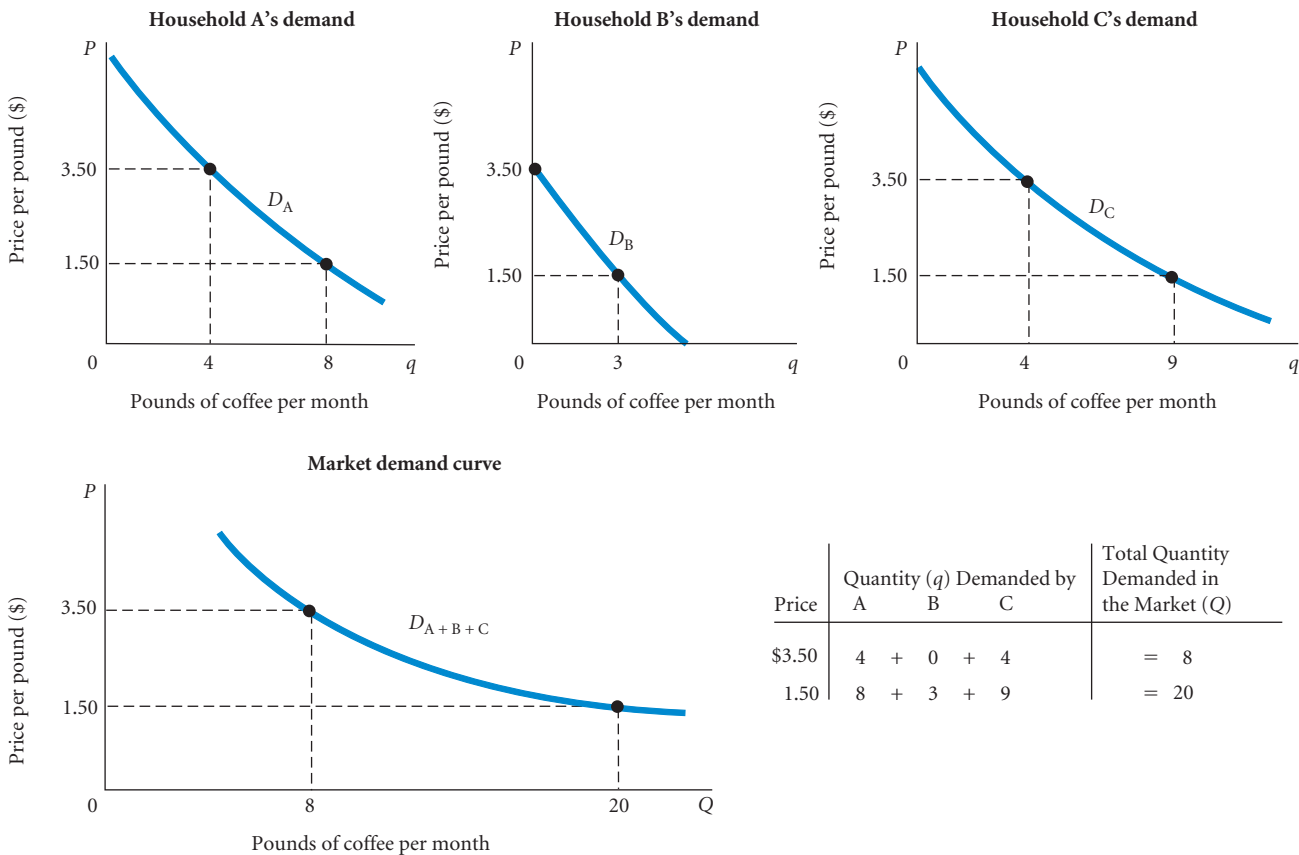 Household A's demand
P
Price per pound ($)
3.50
1.50
D_A
0
4
8
q
Pounds of coffee per month
Household B's demand
P
Price per pound ($)
3.50
1.50
D_B
0
3
q
Pounds of coffee per month
Household C's demand
P
Price per pound ($)
3.50
1.50
D_C
0
4
9
q
Pounds of coffee per month
Market demand curve
P
Price per pound ($)
3.50
1.50
D_A + B + C
0
8
20
Q
Pounds of coffee per month
Total Quantity
Quantity (q) Demanded by Demanded in
Price A B C the Market (Q)
$3.50 4 + 0 + 4 = 8
1.50 8 + 3 + 9 = 20